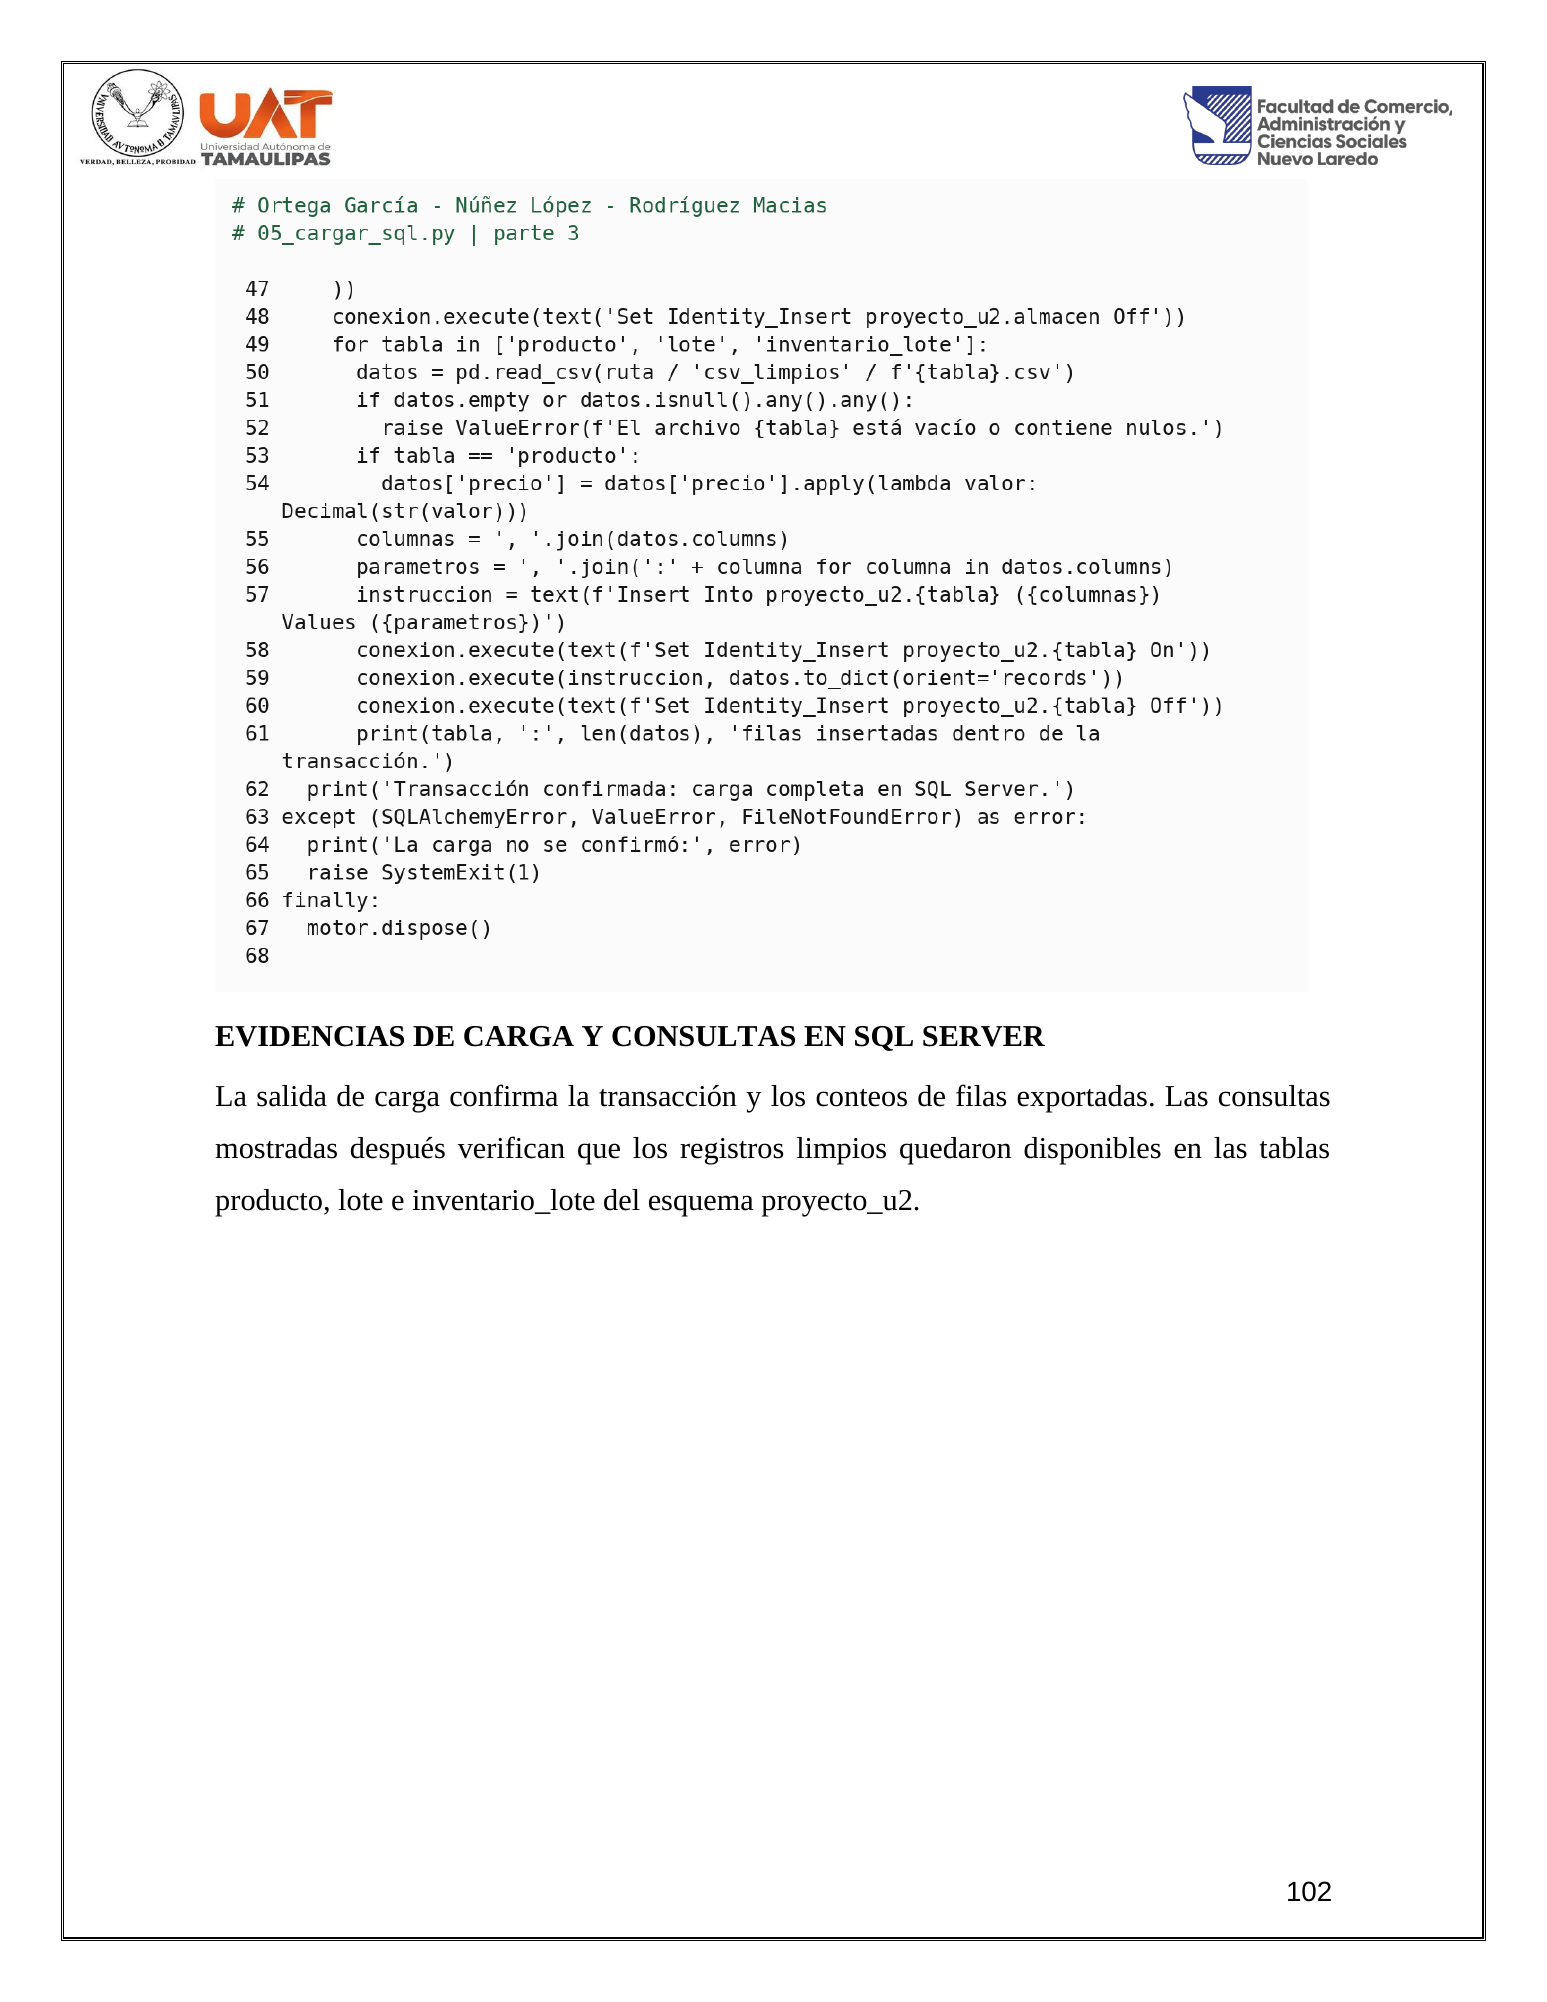 UNIVERSIDAD AVTONOMA D TAMAVLIPAS
VERDAD, BELLEZA, PROBIDAD
UAT
Universidad Autónoma de
TAMAULIPAS
Facultad de Comercio,
Administración y
Ciencias Sociales
Nuevo Laredo
# Ortega García - Núñez López - Rodríguez Macias
# 05_cargar_sql.py | parte 3
47     ))
48     conexion.execute(text('Set Identity_Insert proyecto_u2.almacen Off'))
49     for tabla in ['producto', 'lote', 'inventario_lote']:
50       datos = pd.read_csv(ruta / 'csv_limpios' / f'{tabla}.csv')
51       if datos.empty or datos.isnull().any().any():
52         raise ValueError(f'El archivo {tabla} está vacío o contiene nulos.')
53       if tabla == 'producto':
54         datos['precio'] = datos['precio'].apply(lambda valor:
Decimal(str(valor)))
55       columnas = ', '.join(datos.columns)
56       parametros = ', '.join(':' + columna for columna in datos.columns)
57       instruccion = text(f'Insert Into proyecto_u2.{tabla} ({columnas})
Values ({parametros})')
58       conexion.execute(text(f'Set Identity_Insert proyecto_u2.{tabla} On'))
59       conexion.execute(instruccion, datos.to_dict(orient='records'))
60       conexion.execute(text(f'Set Identity_Insert proyecto_u2.{tabla} Off'))
61       print(tabla, ':', len(datos), 'filas insertadas dentro de la
transacción.')
62   print('Transacción confirmada: carga completa en SQL Server.')
63 except (SQLAlchemyError, ValueError, FileNotFoundError) as error:
64   print('La carga no se confirmó:', error)
65   raise SystemExit(1)
66 finally:
67   motor.dispose()
68
EVIDENCIAS DE CARGA Y CONSULTAS EN SQL SERVER
La salida de carga confirma la transacción y los conteos de filas exportadas. Las consultas
mostradas después verifican que los registros limpios quedaron disponibles en las tablas
producto, lote e inventario_lote del esquema proyecto_u2.
102